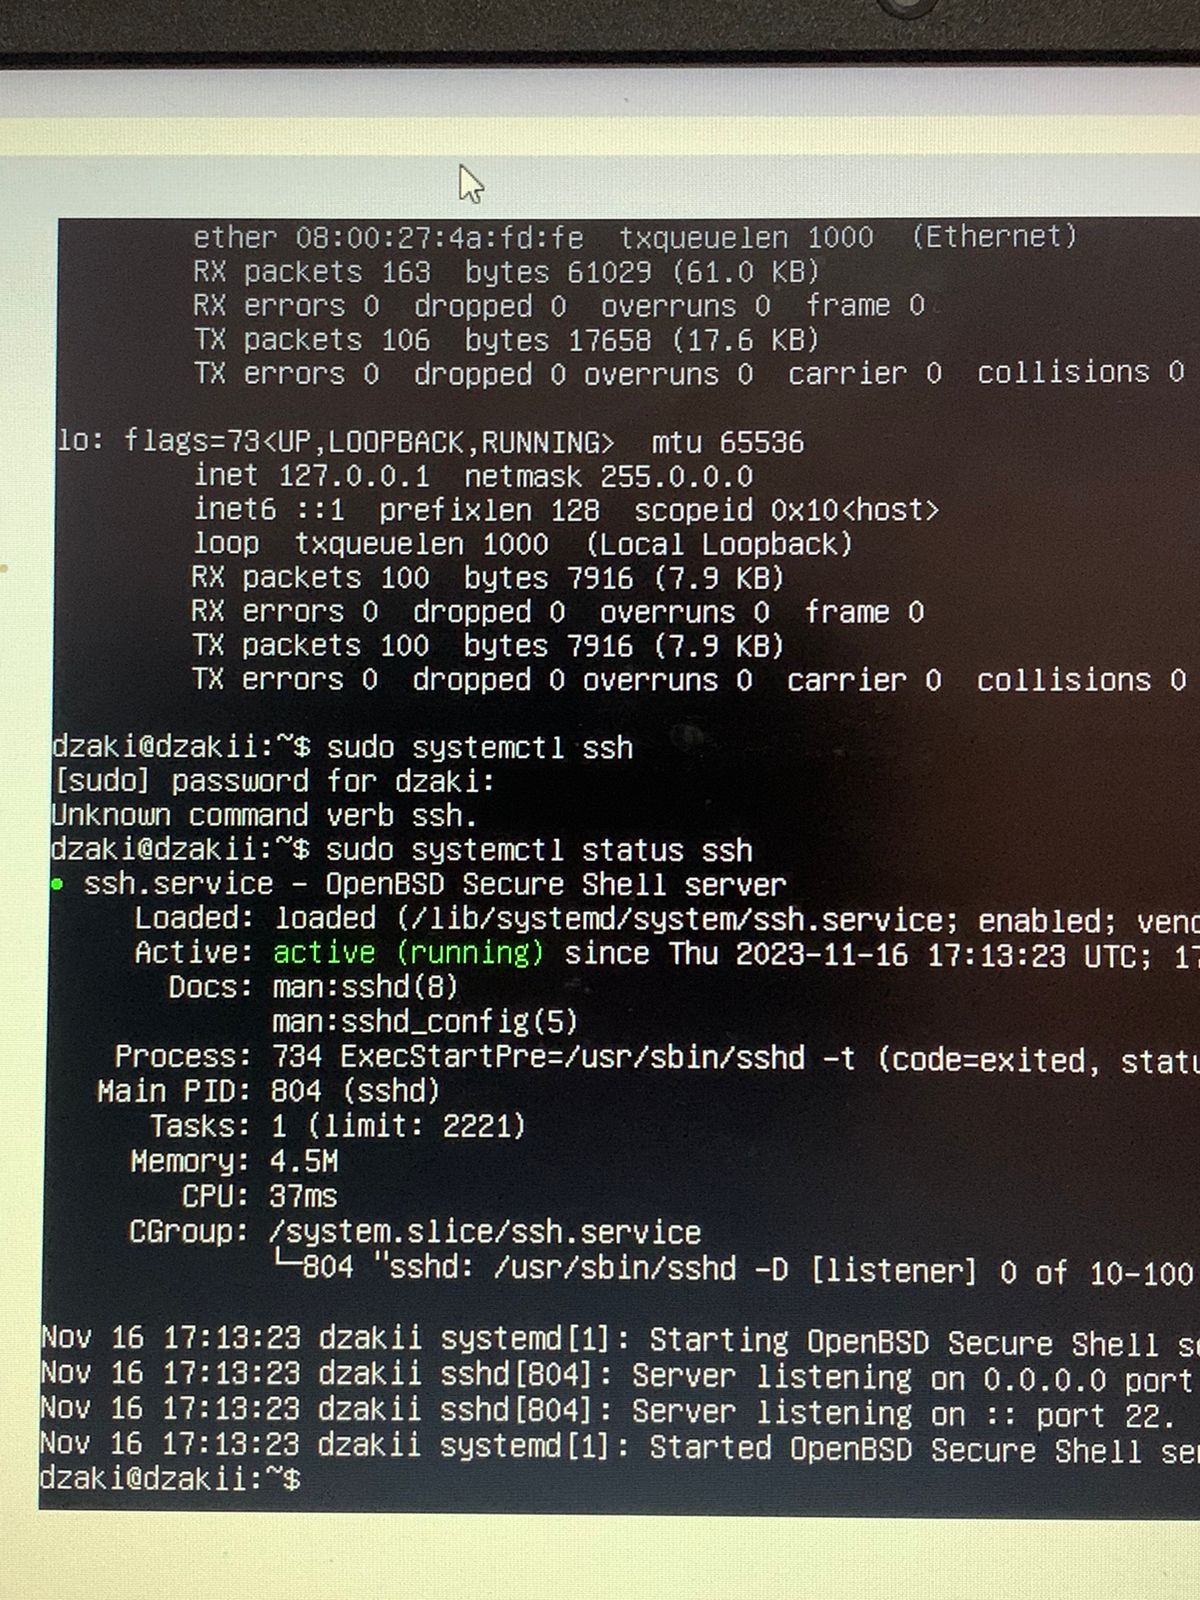 ether 08:00:27:4a:fd:fe  txqueuelen 1000  (Ethernet)
RX packets 163  bytes 61029 (61.0 KB)
RX errors 0  dropped 0  overruns 0  frame 0
TX packets 106  bytes 17658 (17.6 KB)
TX errors 0  dropped 0 overruns 0  carrier 0  collisions 0
lo: flags=73<UP,LOOPBACK,RUNNING>  mtu 65536
inet 127.0.0.1  netmask 255.0.0.0
inet6 ::1  prefixlen 128  scopeid 0x10<host>
loop  txqueuelen 1000  (Local Loopback)
RX packets 100  bytes 7916 (7.9 KB)
RX errors 0  dropped 0  overruns 0  frame 0
TX packets 100  bytes 7916 (7.9 KB)
TX errors 0  dropped 0 overruns 0  carrier 0  collisions 0
dzaki@dzakii:~$ sudo systemctl ssh
[sudo] password for dzaki:
Unknown command verb ssh.
dzaki@dzakii:~$ sudo systemctl status ssh
● ssh.service - OpenBSD Secure Shell server
Loaded: loaded (/lib/systemd/system/ssh.service; enabled; vend
Active: active (running) since Thu 2023-11-16 17:13:23 UTC; 17
Docs: man:sshd(8)
man:sshd_config(5)
Process: 734 ExecStartPre=/usr/sbin/sshd -t (code=exited, statu
Main PID: 804 (sshd)
Tasks: 1 (limit: 2221)
Memory: 4.5M
CPU: 37ms
CGroup: /system.slice/ssh.service
└─804 "sshd: /usr/sbin/sshd -D [listener] 0 of 10-100
Nov 16 17:13:23 dzakii systemd[1]: Starting OpenBSD Secure Shell se
Nov 16 17:13:23 dzakii sshd[804]: Server listening on 0.0.0.0 port
Nov 16 17:13:23 dzakii sshd[804]: Server listening on :: port 22.
Nov 16 17:13:23 dzakii systemd[1]: Started OpenBSD Secure Shell ser
dzaki@dzakii:~$